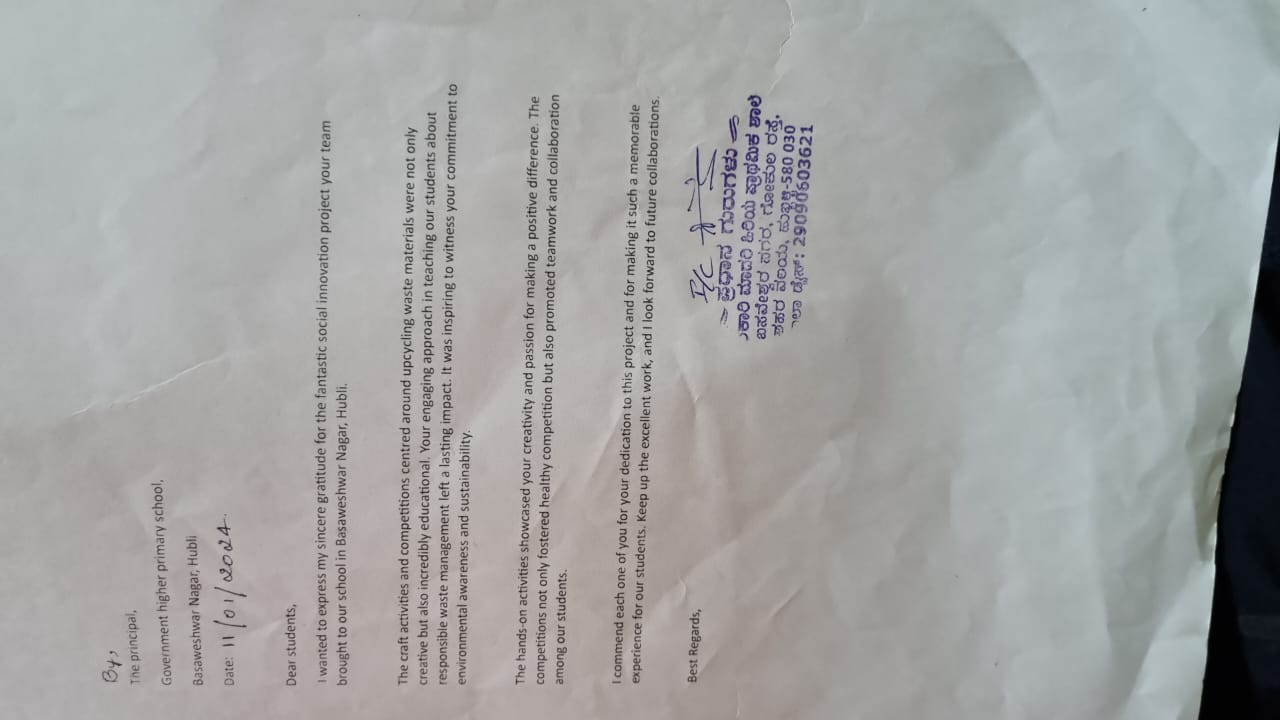 By,
The principal,
Government higher primary school,
Basaweshwar Nagar, Hubli
Date: 11/01/2024.
Dear students,
I wanted to express my sincere gratitude for the fantastic social innovation project your team
brought to our school in Basaweshwar Nagar, Hubli.
The craft activities and competitions centred around upcycling waste materials were not only
creative but also incredibly educational. Your engaging approach in teaching our students about
responsible waste management left a lasting impact. It was inspiring to witness your commitment to
environmental awareness and sustainability.
The hands-on activities showcased your creativity and passion for making a positive difference. The
competitions not only fostered healthy competition but also promoted teamwork and collaboration
among our students.
I commend each one of you for your dedication to this project and for making it such a memorable
experience for our students. Keep up the excellent work, and I look forward to future collaborations.
Best Regards,
I/C
ಪ್ರಧಾನ ಗುರುಗಳು
ಮಾದರಿ ಹಿರಿಯ ಪ್ರಾಥಮಿಕ ಶಾಲೆ
ಬಸವೇಶ್ವರ ನಗರ, ಗೋಕುಲ ರಸ್ತೆ,
ಶಹರ ವಲಯ, ಹುಬ್ಬಳ್ಳಿ-580 030
ಡೈಸ್: 29090603621